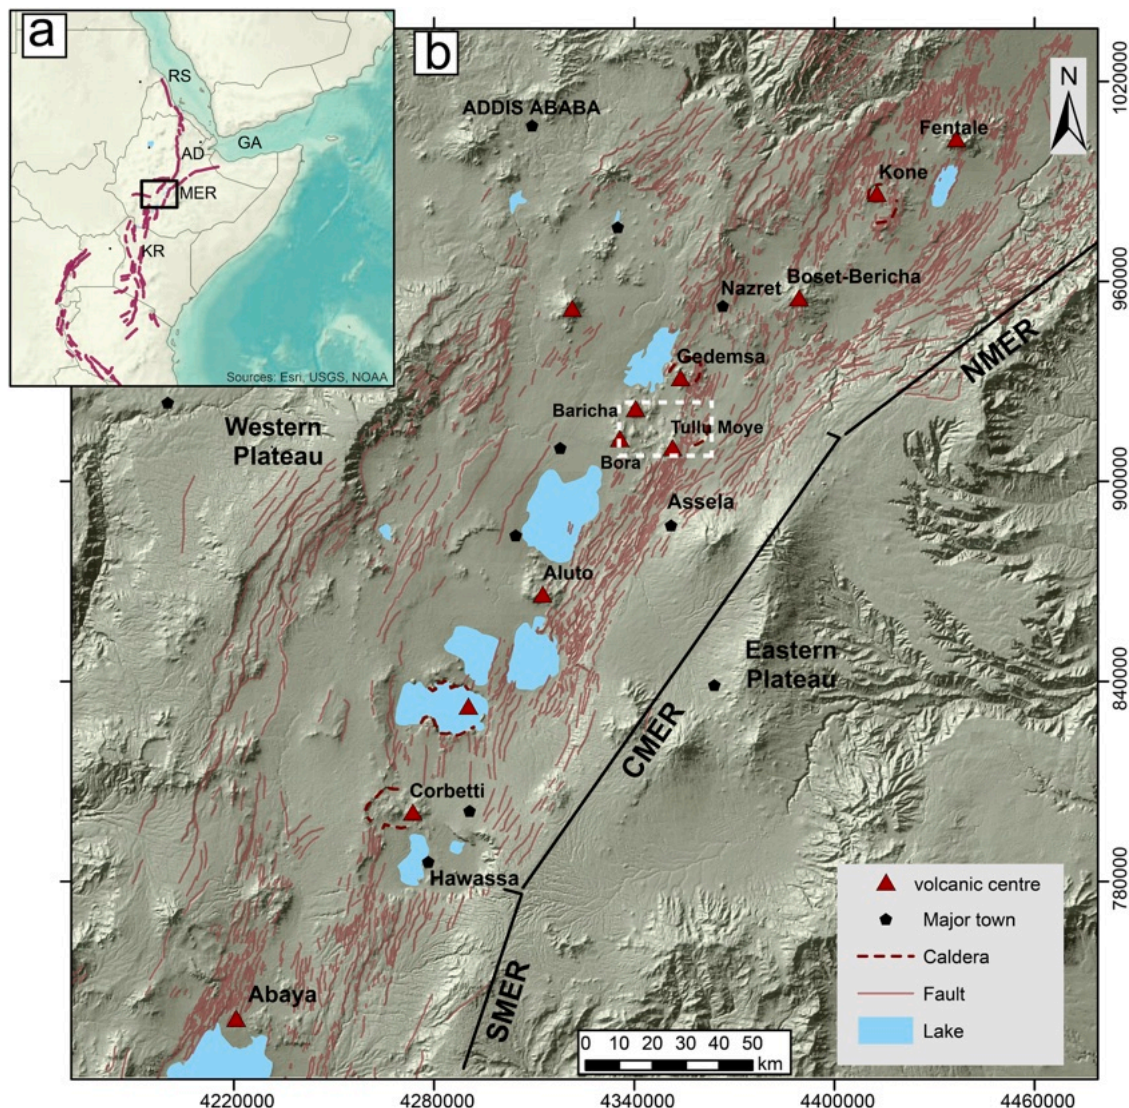 a
RS
GA
AD
MER
KR
Sources: Esri, USGS, NOAA
b
N
ADDIS ABABA
Fentale
Kone
Boset-Bericha
Nazret
Gedemsa
NMER
Baricha
Tullu Moye
Bora
Western
Plateau
Assela
Aluto
Eastern
Plateau
CMER
Corbetti
Hawassa
SMER
Abaya
volcanic centre
Major town
Caldera
Fault
Lake
0 10 20 30 40 50
km
1020000
960000
900000
840000
780000
4220000
4280000
4340000
4400000
4460000